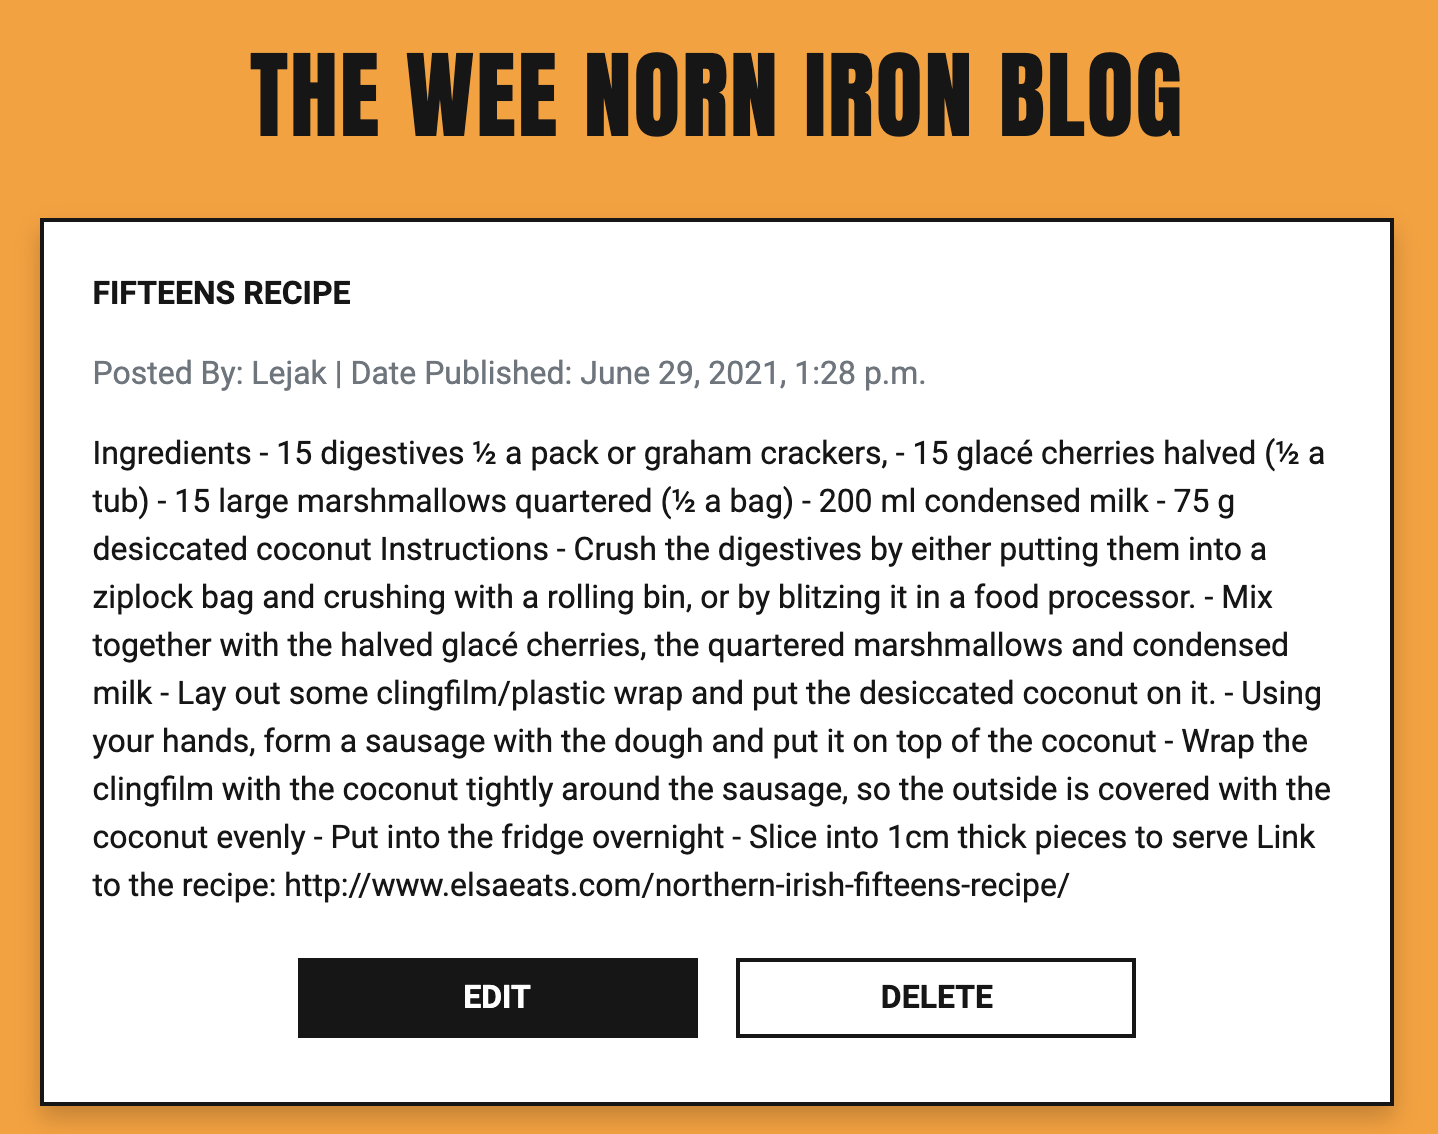 THE WEE NORN IRON BLOG
FIFTEENS RECIPE
Posted By: Lejak | Date Published: June 29, 2021, 1:28 p.m.
Ingredients - 15 digestives ½ a pack or graham crackers, - 15 glacé cherries halved (½ a
tub) - 15 large marshmallows quartered (½ a bag) - 200 ml condensed milk - 75 g
desiccated coconut Instructions - Crush the digestives by either putting them into a
ziplock bag and crushing with a rolling bin, or by blitzing it in a food processor. - Mix
together with the halved glacé cherries, the quartered marshmallows and condensed
milk - Lay out some clingfilm/plastic wrap and put the desiccated coconut on it. - Using
your hands, form a sausage with the dough and put it on top of the coconut - Wrap the
clingfilm with the coconut tightly around the sausage, so the outside is covered with the
coconut evenly - Put into the fridge overnight - Slice into 1cm thick pieces to serve Link
to the recipe: http://www.elsaeats.com/northern-irish-fifteens-recipe/
EDIT
DELETE